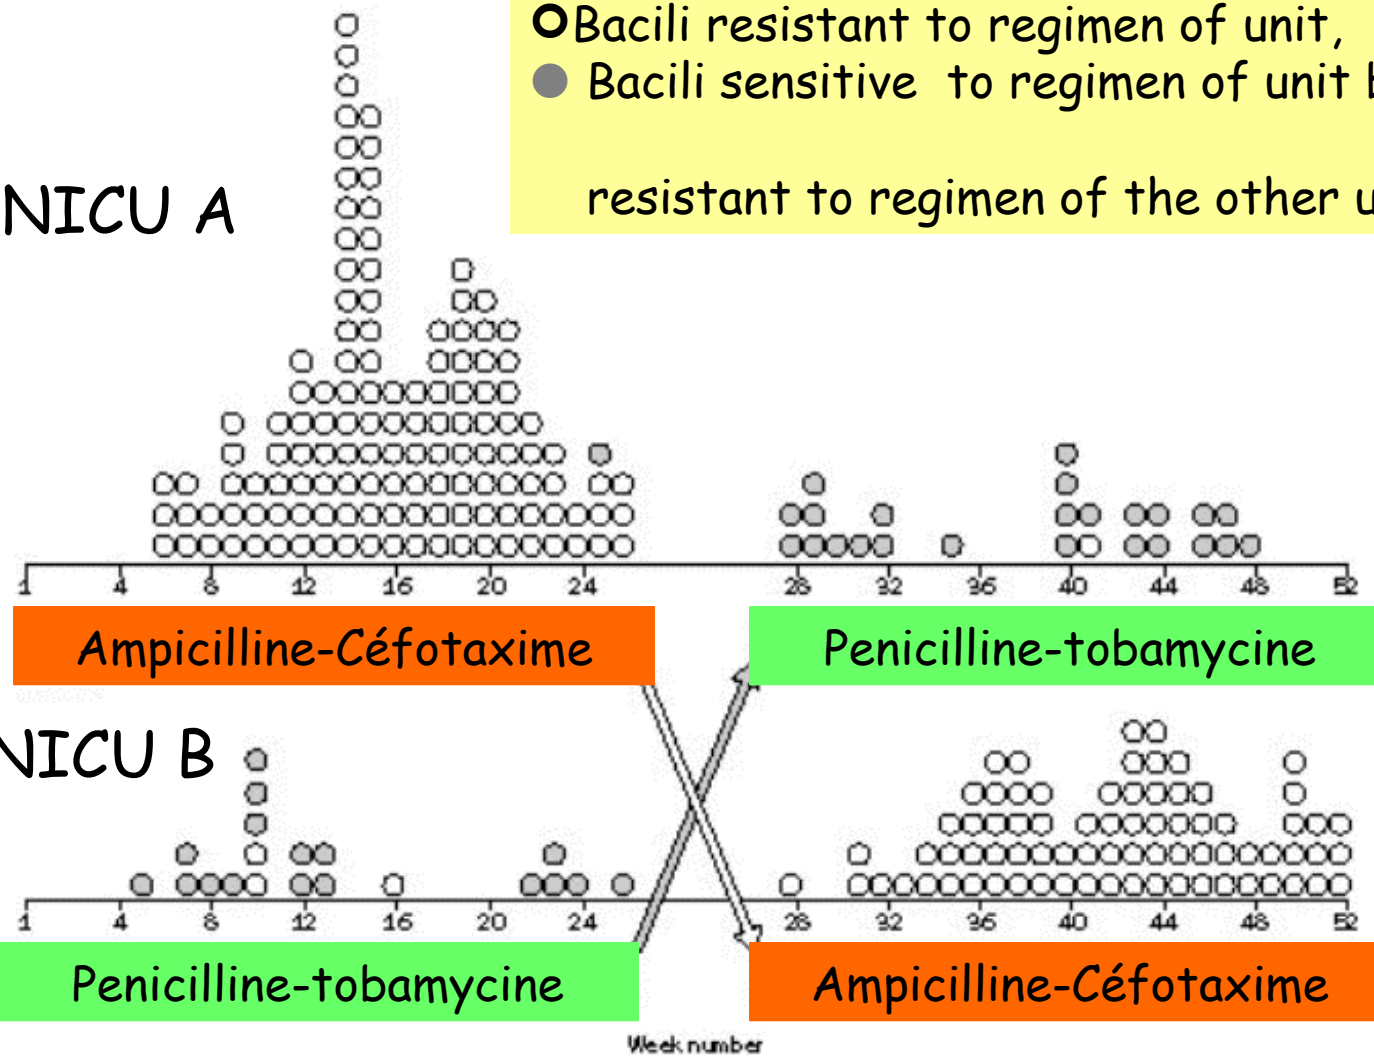 Bacili resistant to regimen of unit,
Bacili sensitive to regimen of unit
resistant to regimen of the other
NICU A
1 4 8 12 16 20 24 28 32 36 40 44 48 52
Ampicilline-Céfotaxime Penicilline-tobamycine
NICU B
1 4 8 12 16 20 24 28 32 36 40 44 48 52
Penicilline-tobamycine Ampicilline-Céfotaxime
Week number